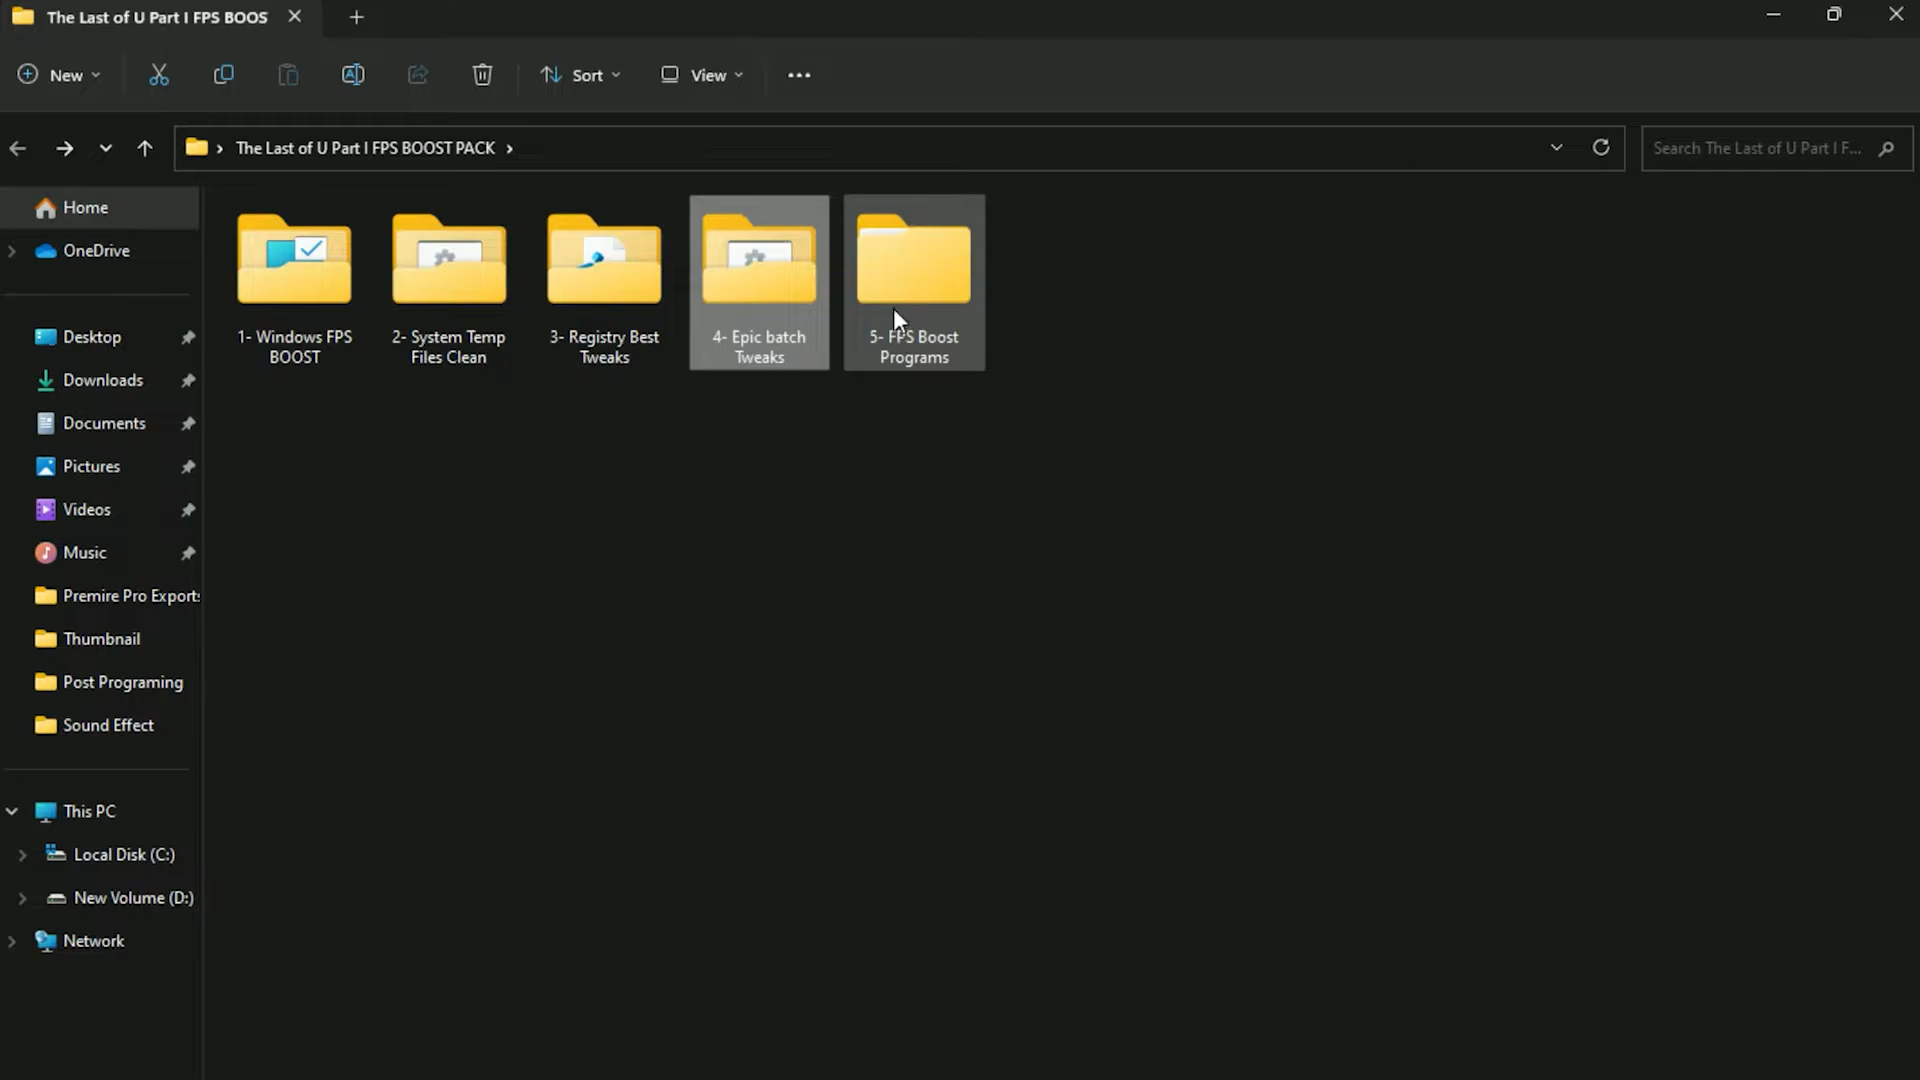 The Last of U Part I FPS BOOS
New
Sort
View
The Last of U Part I FPS BOOST PACK
Search The Last of U Part I F...
Home
OneDrive
Desktop
Downloads
Documents
Pictures
Videos
Music
Premire Pro Exports
Thumbnail
Post Programing
Sound Effect
This PC
Local Disk (C:)
New Volume (D:)
Network
1- Windows FPS
BOOST
2- System Temp
Files Clean
3- Registry Best
Tweaks
4- Epic batch
Tweaks
5- FPS Boost
Programs